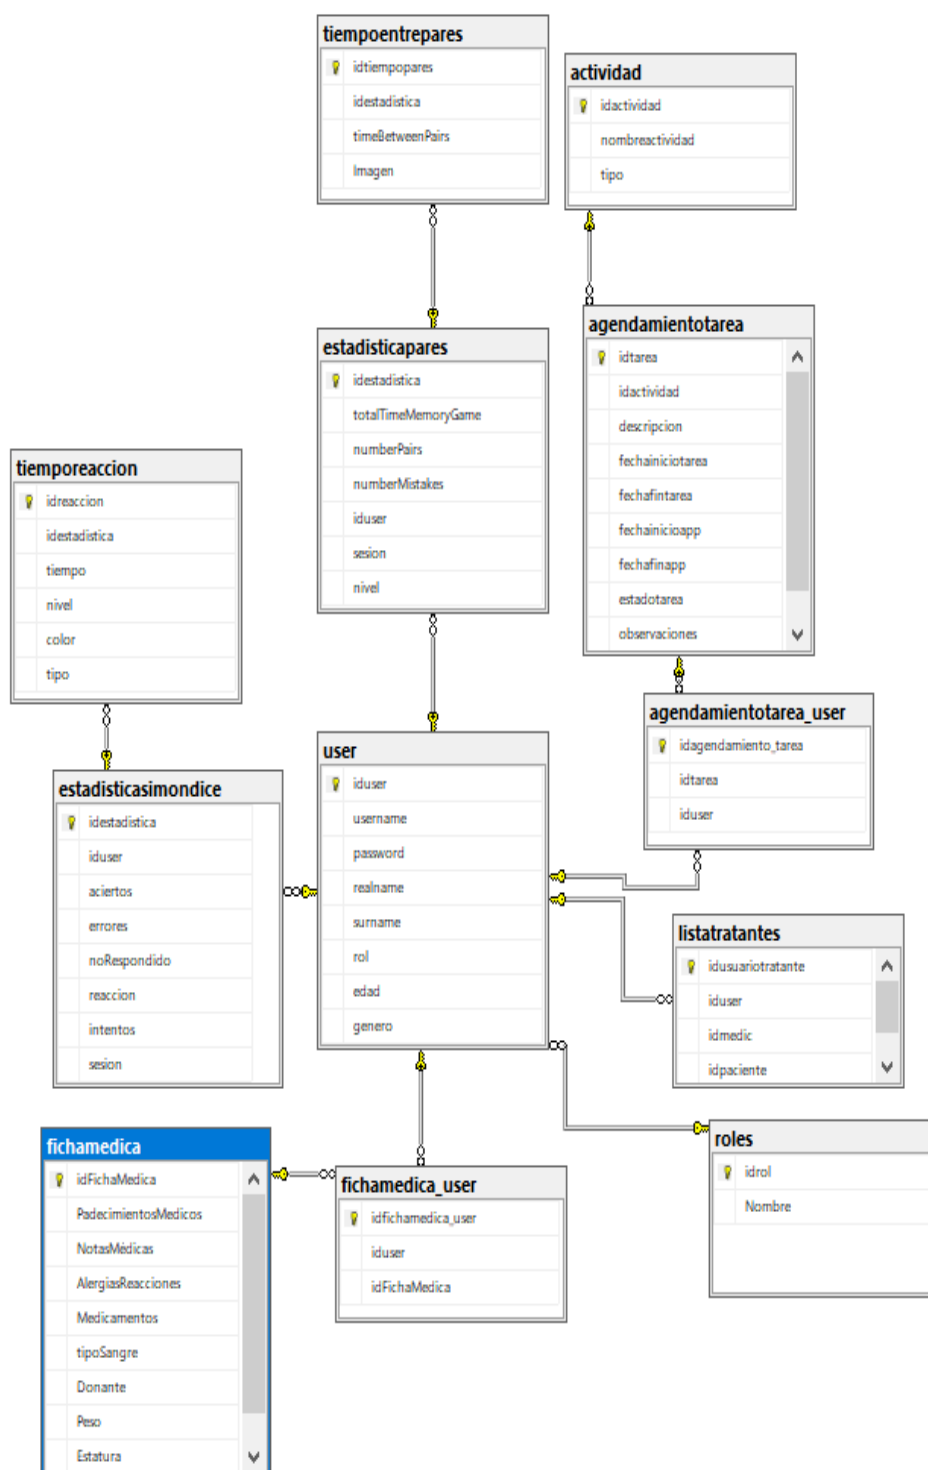 tiempoentrepares
idtiempopares
idestadistica
timeBetweenPairs
Imagen
actividad
idactividad
nombreactividad
tipo
estadisticapares
idestadistica
totalTimeMemoryGame
numberPairs
numberMistakes
iduser
sesion
nivel
agendamientotarea
idtarea
idactividad
descripcion
fechainiciotarea
fechafintarea
fechainicioapp
fechafinapp
estadotarea
observaciones
tiemporeaccion
idreaccion
idestadistica
tiempo
nivel
color
tipo
agendamientotarea_user
idagendamiento_tarea
idtarea
iduser
estadisticasimondice
idestadistica
iduser
aciertos
errores
noRespondido
reaccion
intentos
sesion
user
iduser
username
password
realname
surname
rol
edad
genero
listatratantes
idusuariotratante
iduser
idmedic
idpaciente
fichamedica
idFichaMedica
PadecimientosMedicos
NotasMédicas
AlergiasReacciones
Medicamentos
tipoSangre
Donante
Peso
Estatura
fichamedica_user
idfichamedica_user
iduser
idFichaMedica
roles
idrol
Nombre